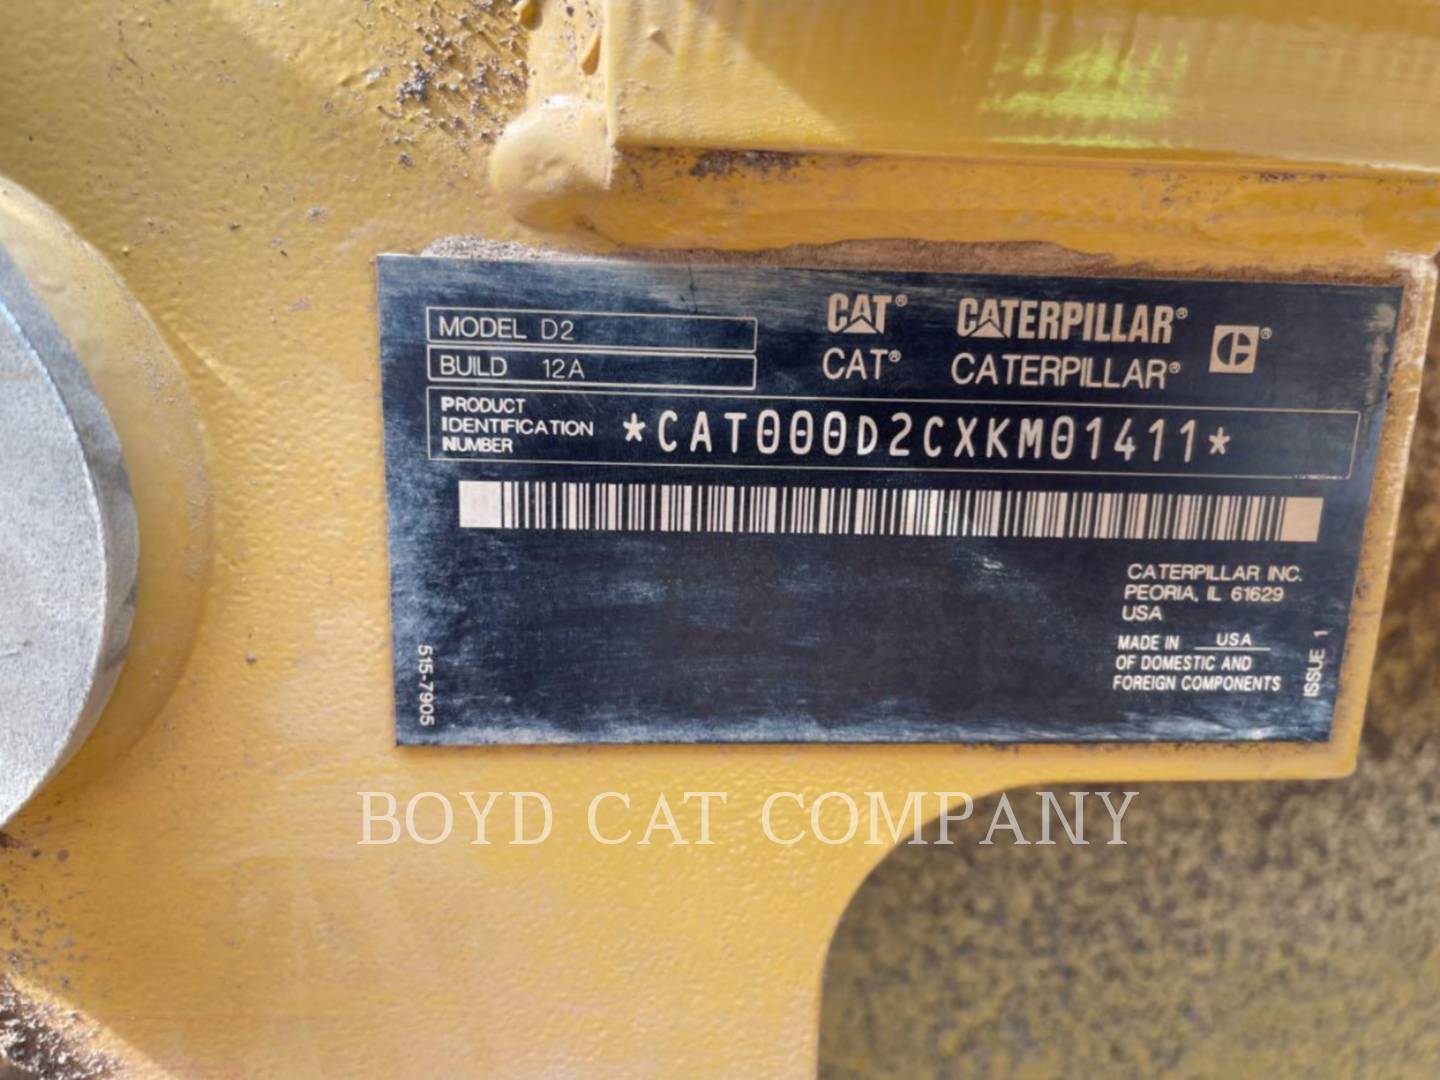 MODEL D2
BUILD 12A
CAT® CATERPILLAR® ®
CAT® CATERPILLAR®
PRODUCT
IDENTIFICATION
NUMBER
*CAT000D2CXKM01411*
CATERPILLAR INC.
PEORIA, IL 61629
USA
MADE IN USA
OF DOMESTIC AND
FOREIGN COMPONENTS
ISSUE 1
515-7905
BOYD CAT COMPANY